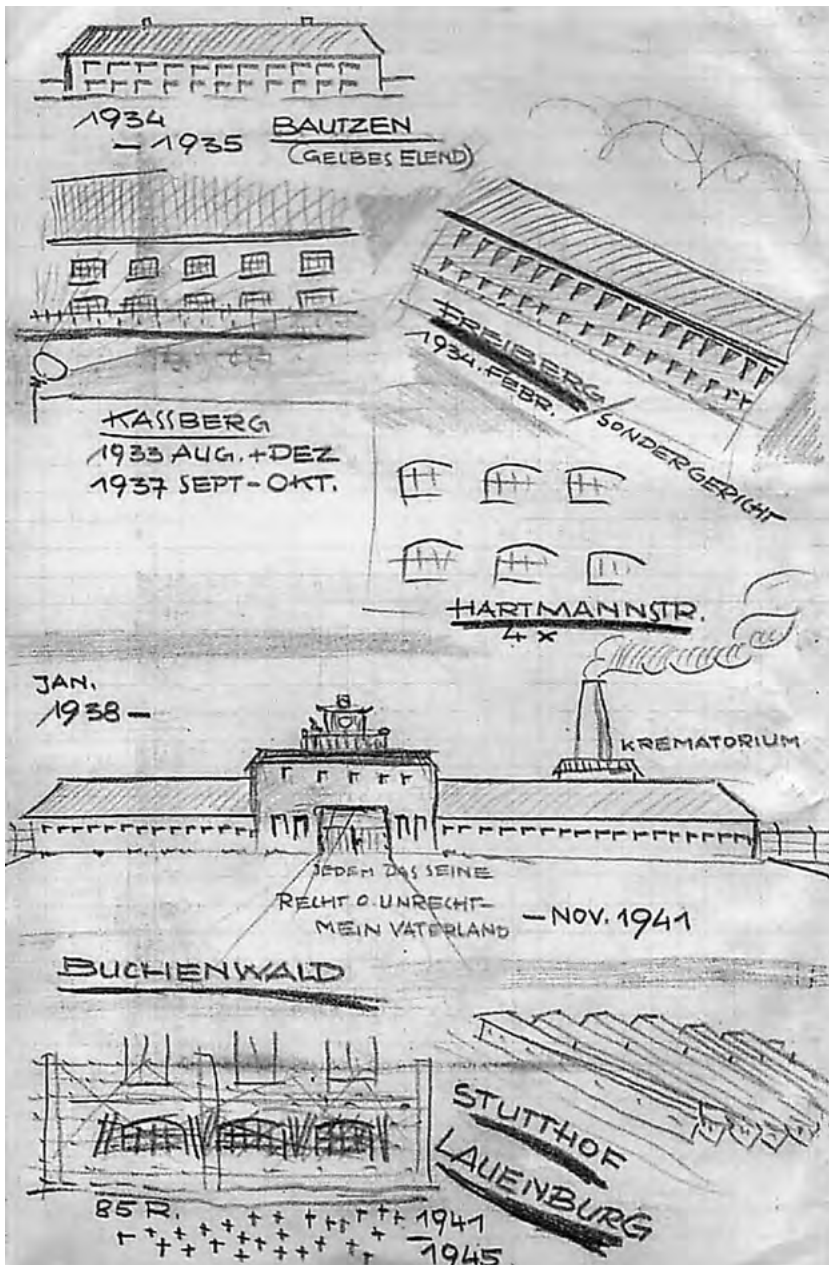 1934
– 1935
BAUTZEN
(GELBES ELEND)
FREIBERG
1934. FEBR.
SONDERGERICHT
KASSBERG
1933 AUG. + DEZ
1937 SEPT – OKT.
HARTMANNSTR.
4 x
JAN.
1938 –
KREMATORIUM
JEDEM DAS SEINE
RECHT O. UNRECHT –
MEIN VATERLAND
– NOV. 1941
BUCHENWALD
STUTTHOF
LAUENBURG
85 R.
1941
– 1945